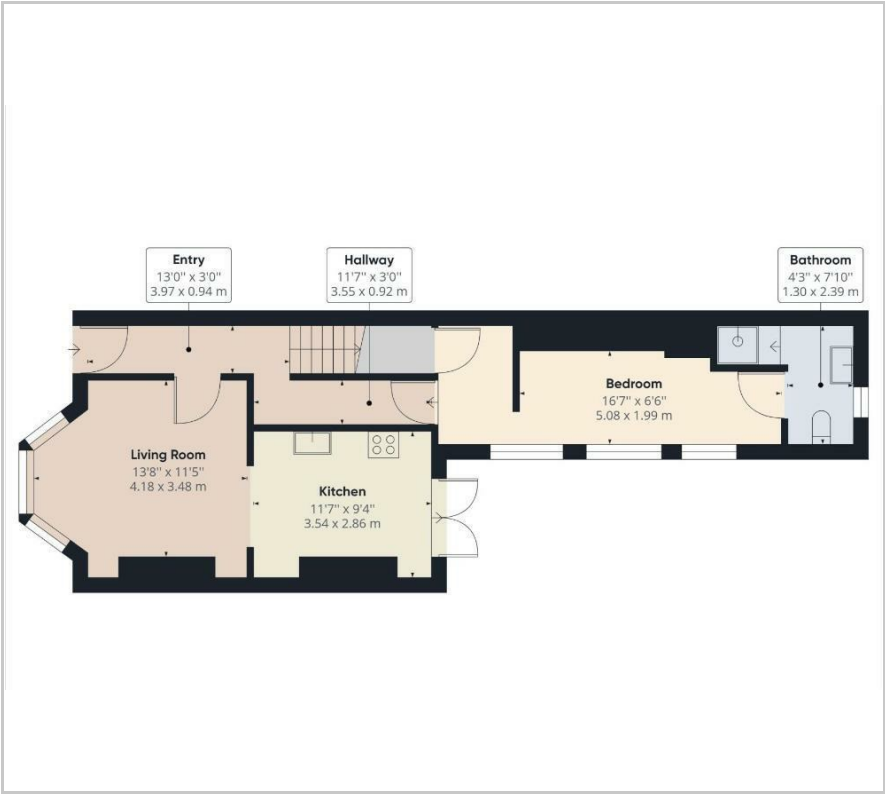 Entry
13'0'' x 3'0''
3.97 x 0.94 m
Hallway
11'7'' x 3'0''
3.55 x 0.92 m
Bathroom
4'3'' x 7'10''
1.30 x 2.39 m
Bedroom
16'7'' x 6'6''
5.08 x 1.99 m
Living Room
13'8'' x 11'5''
4.18 x 3.48 m
Kitchen
11'7'' x 9'4''
3.54 x 2.86 m